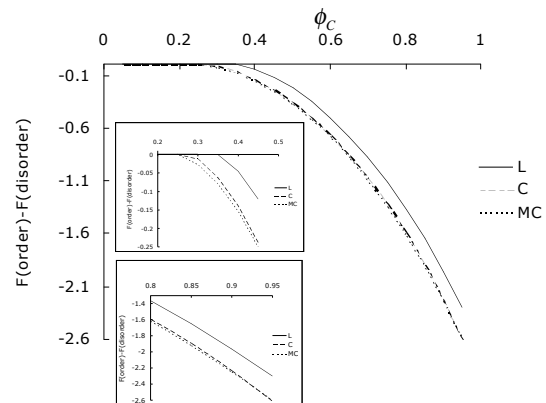 ϕC
0 0.2 0.4 0.6 0.8 1
-0.1
-0.6
-1.1
-1.6
-2.1
-2.6
F(order)-F(disorder)
L
C
MC
0.2 0.3 0.4 0.5
0
-0.05
-0.1
-0.15
-0.2
-0.25
F(order)-F(disorder)
L
C
MC
0.8 0.85 0.9 0.95
-1.4
-1.6
-1.8
-2
-2.2
-2.4
-2.6
F(order)-F(disorder)
L
C
MC